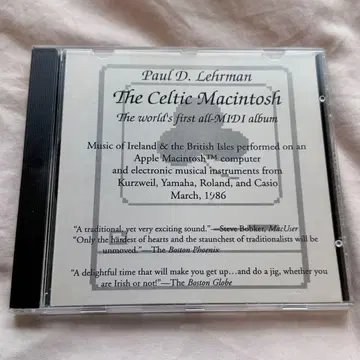 Paul D. Lehrman
The Celtic Macintosh
The world's first all-MIDI album
Music of Ireland & the British Isles performed on an
Apple Macintosh™ computer
and electronic musical instruments from
Kurzweil, Yamaha, Roland, and Casio
March, 1986
“A traditional, yet very exciting sound.” —Steve Bobker, MacUser
“Only the hardest of hearts and the staunchest of traditionalists will be
unmoved.”—The Boston Phoenix
“A delightful time that will make you get up...and do a jig, whether you
are Irish or not!”—The Boston Globe